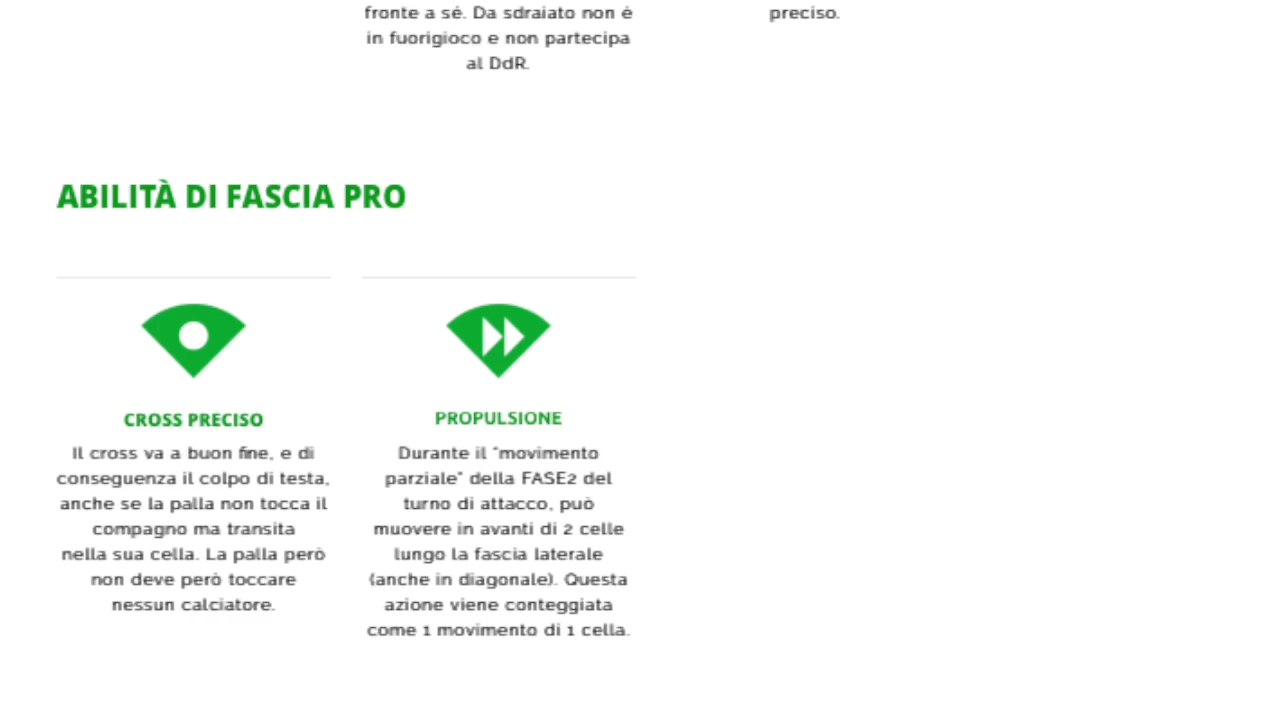 fronte a sé. Da sdraiato non è
in fuorigioco e non partecipa
al DdR.
preciso.
ABILITÀ DI FASCIA PRO
CROSS PRECISO
Il cross va a buon fine, e di
conseguenza il colpo di testa,
anche se la palla non tocca il
compagno ma transita
nella sua cella. La palla però
non deve però toccare
nessun calciatore.
PROPULSIONE
Durante il "movimento
parziale" della FASE2 del
turno di attacco, può
muovere in avanti di 2 celle
lungo la fascia laterale
(anche in diagonale). Questa
azione viene conteggiata
come 1 movimento di 1 cella.